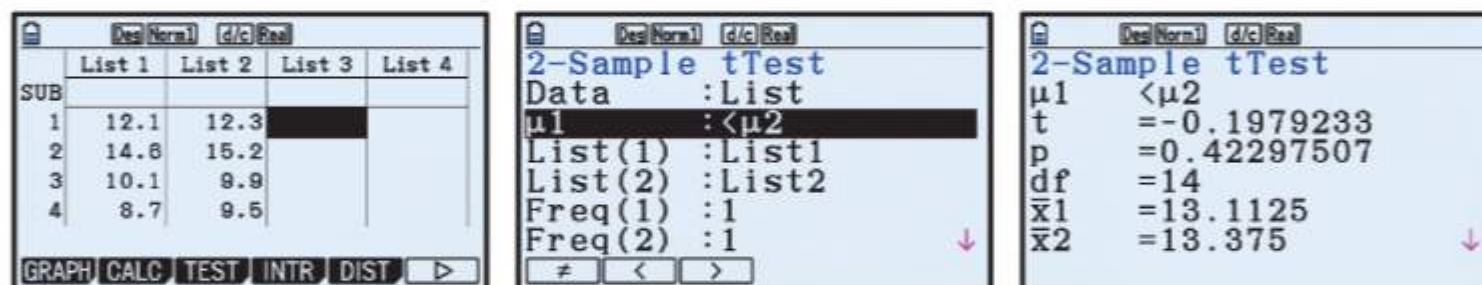 Deg Norm1 d/c Real
List 1 List 2 List 3 List 4
SUB
1 12.1 12.3
2 14.6 15.2
3 10.1 9.9
4 8.7 9.5
GRAPH CALC TEST INTR DIST ▷
Deg Norm1 d/c Real
2-Sample tTest
Data :List
μ1 :<μ2
List(1) :List1
List(2) :List2
Freq(1) :1
Freq(2) :1 ↓
≠ < >
Deg Norm1 d/c Real
2-Sample tTest
μ1 <μ2
t =-0.1979233
p =0.42297507
df =14
x̄1 =13.1125
x̄2 =13.375 ↓